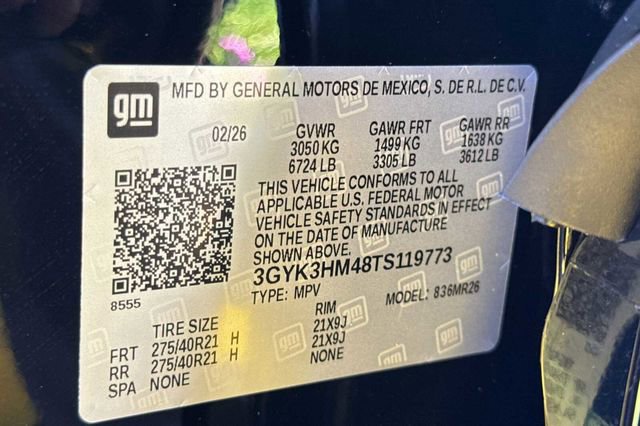 gm
MFD BY GENERAL MOTORS DE MEXICO, S. DE R.L. DE C.V.
02/26 GVWR GAWR FRT GAWR RR
3050 KG 1499 KG 1638 KG
6724 LB 3305 LB 3612 LB
THIS VEHICLE CONFORMS TO ALL
APPLICABLE U.S. FEDERAL MOTOR
VEHICLE SAFETY STANDARDS IN EFFECT
ON THE DATE OF MANUFACTURE
SHOWN ABOVE.
3GYK3HM48TS119773
8555
TYPE: MPV MODEL: 836MR26
TIRE SIZE RIM
FRT 275/40R21 H 21X9J
RR 275/40R21 H 21X9J
SPA NONE NONE